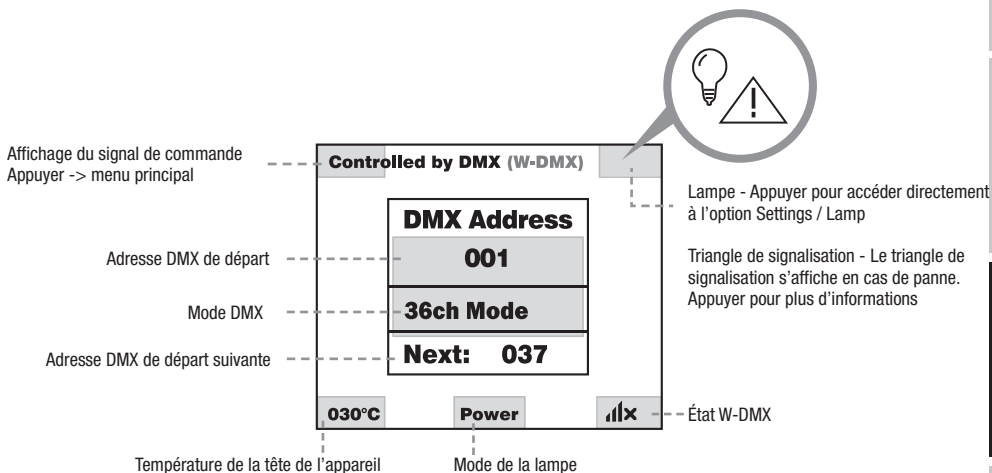 Affichage du signal de commande
Appuyer -> menu principal
Controlled by DMX (W-DMX)
Lampe - Appuyer pour accéder directement
à l'option Settings / Lamp
DMX Address
001
Adresse DMX de départ
Triangle de signalisation - Le triangle de
signalisation s'affiche en cas de panne.
Appuyer pour plus d'informations
Mode DMX
36ch Mode
Adresse DMX de départ suivante
Next: 037
030°C
Power
État W-DMX
Température de la tête de l'appareil
Mode de la lampe